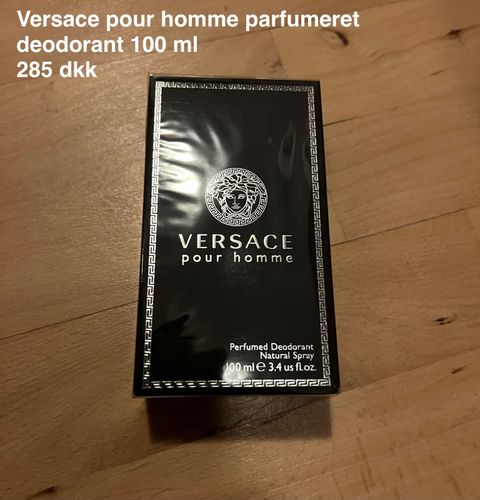 Versace pour homme parfumeret
deodorant 100 ml
285 dkk
VERSACE
pour homme
Perfumed Deodorant
Natural Spray
100 ml ℮ 3.4 us fl.oz.